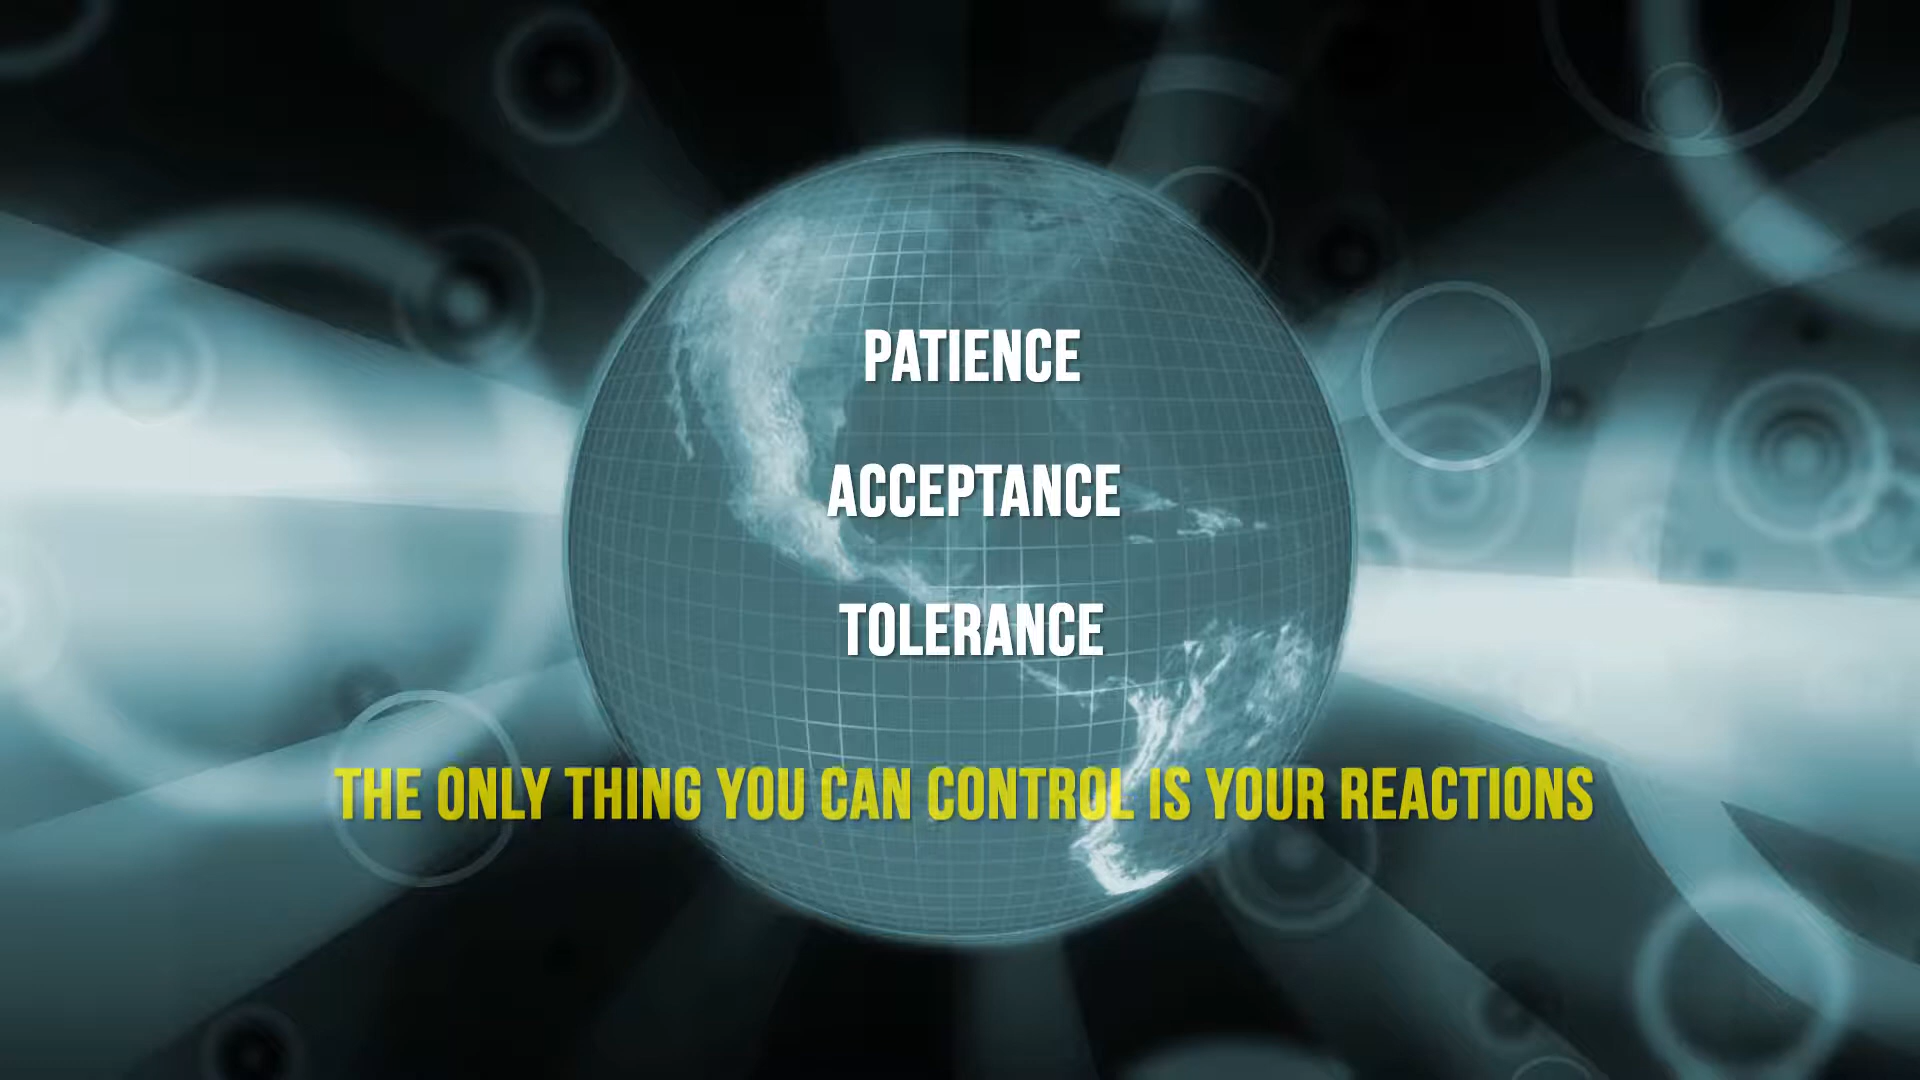 PATIENCE
ACCEPTANCE
TOLERANCE
THE ONLY THING YOU CAN CONTROL IS YOUR REACTIONS